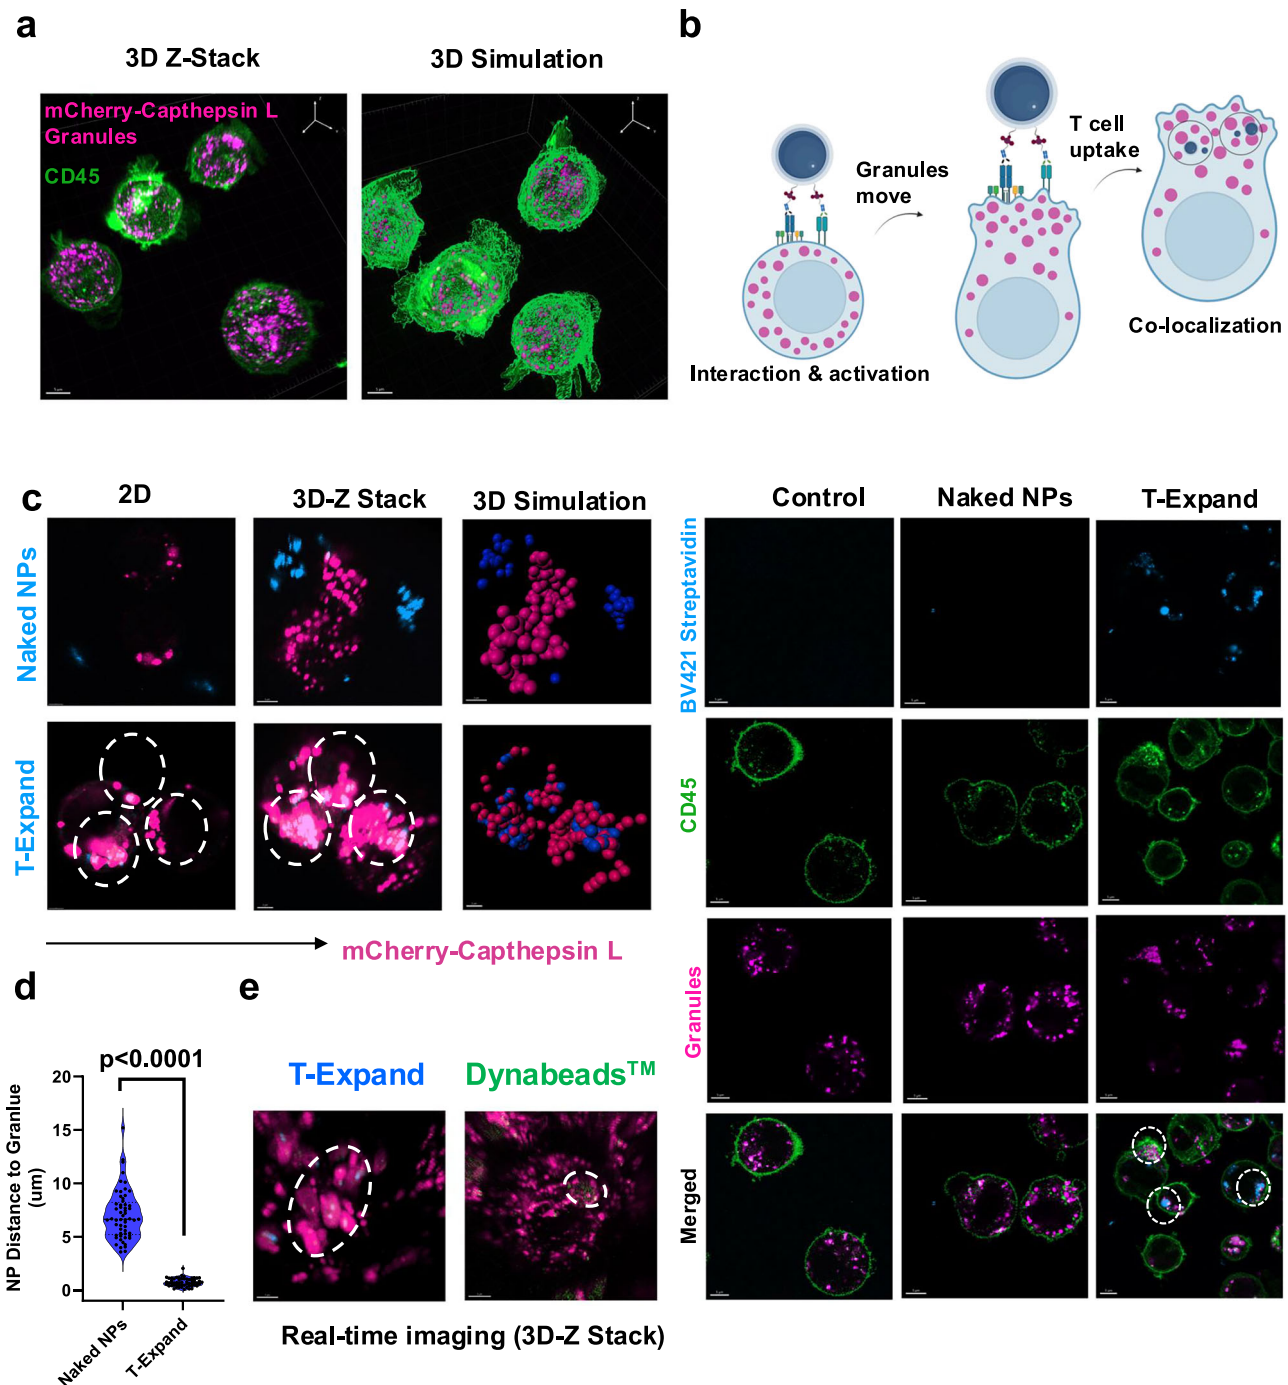 a
3D Z-Stack
3D Simulation
mCherry-Capthepsin L
Granules
CD45
b
Granules
move
T cell
uptake
Interaction & activation
Co-localization
c
2D
3D-Z Stack
3D Simulation
Naked NPs
T-Expand
mCherry-Capthepsin L
Control
Naked NPs
T-Expand
BV421 Streptavidin
CD45
Granules
Merged
d
p<0.0001
NP Distance to Granlue
(um)
20
15
10
5
0
Naked NPs
T-Expand
e
T-Expand
Dynabeads™
Real-time imaging (3D-Z Stack)